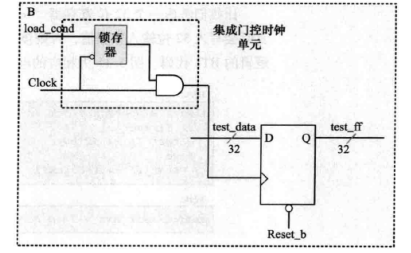 B
load_cond
锁存
器
集成门控时钟
单元
Clock
test_data
test_ff
D
Q
32
32
Reset_b